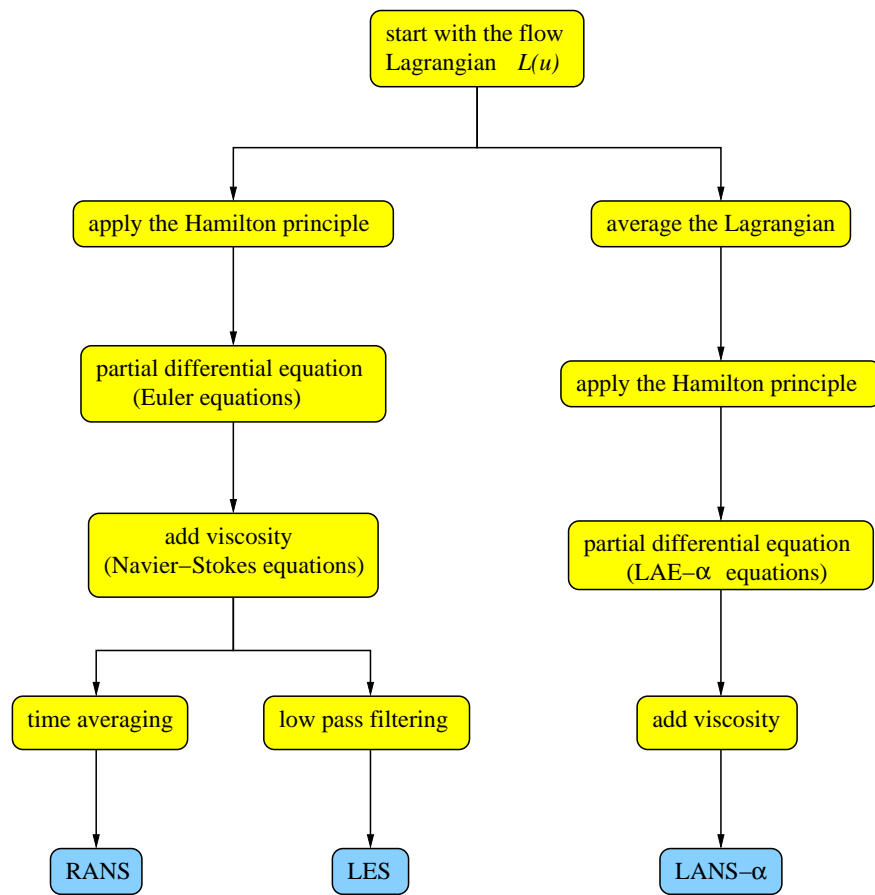 start with the flow
Lagrangian L(u)
apply the Hamilton principle
average the Lagrangian
partial differential equation
(Euler equations)
apply the Hamilton principle
add viscosity
(Navier–Stokes equations)
partial differential equation
(LAE–α equations)
time averaging
low pass filtering
add viscosity
RANS
LES
LANS–α